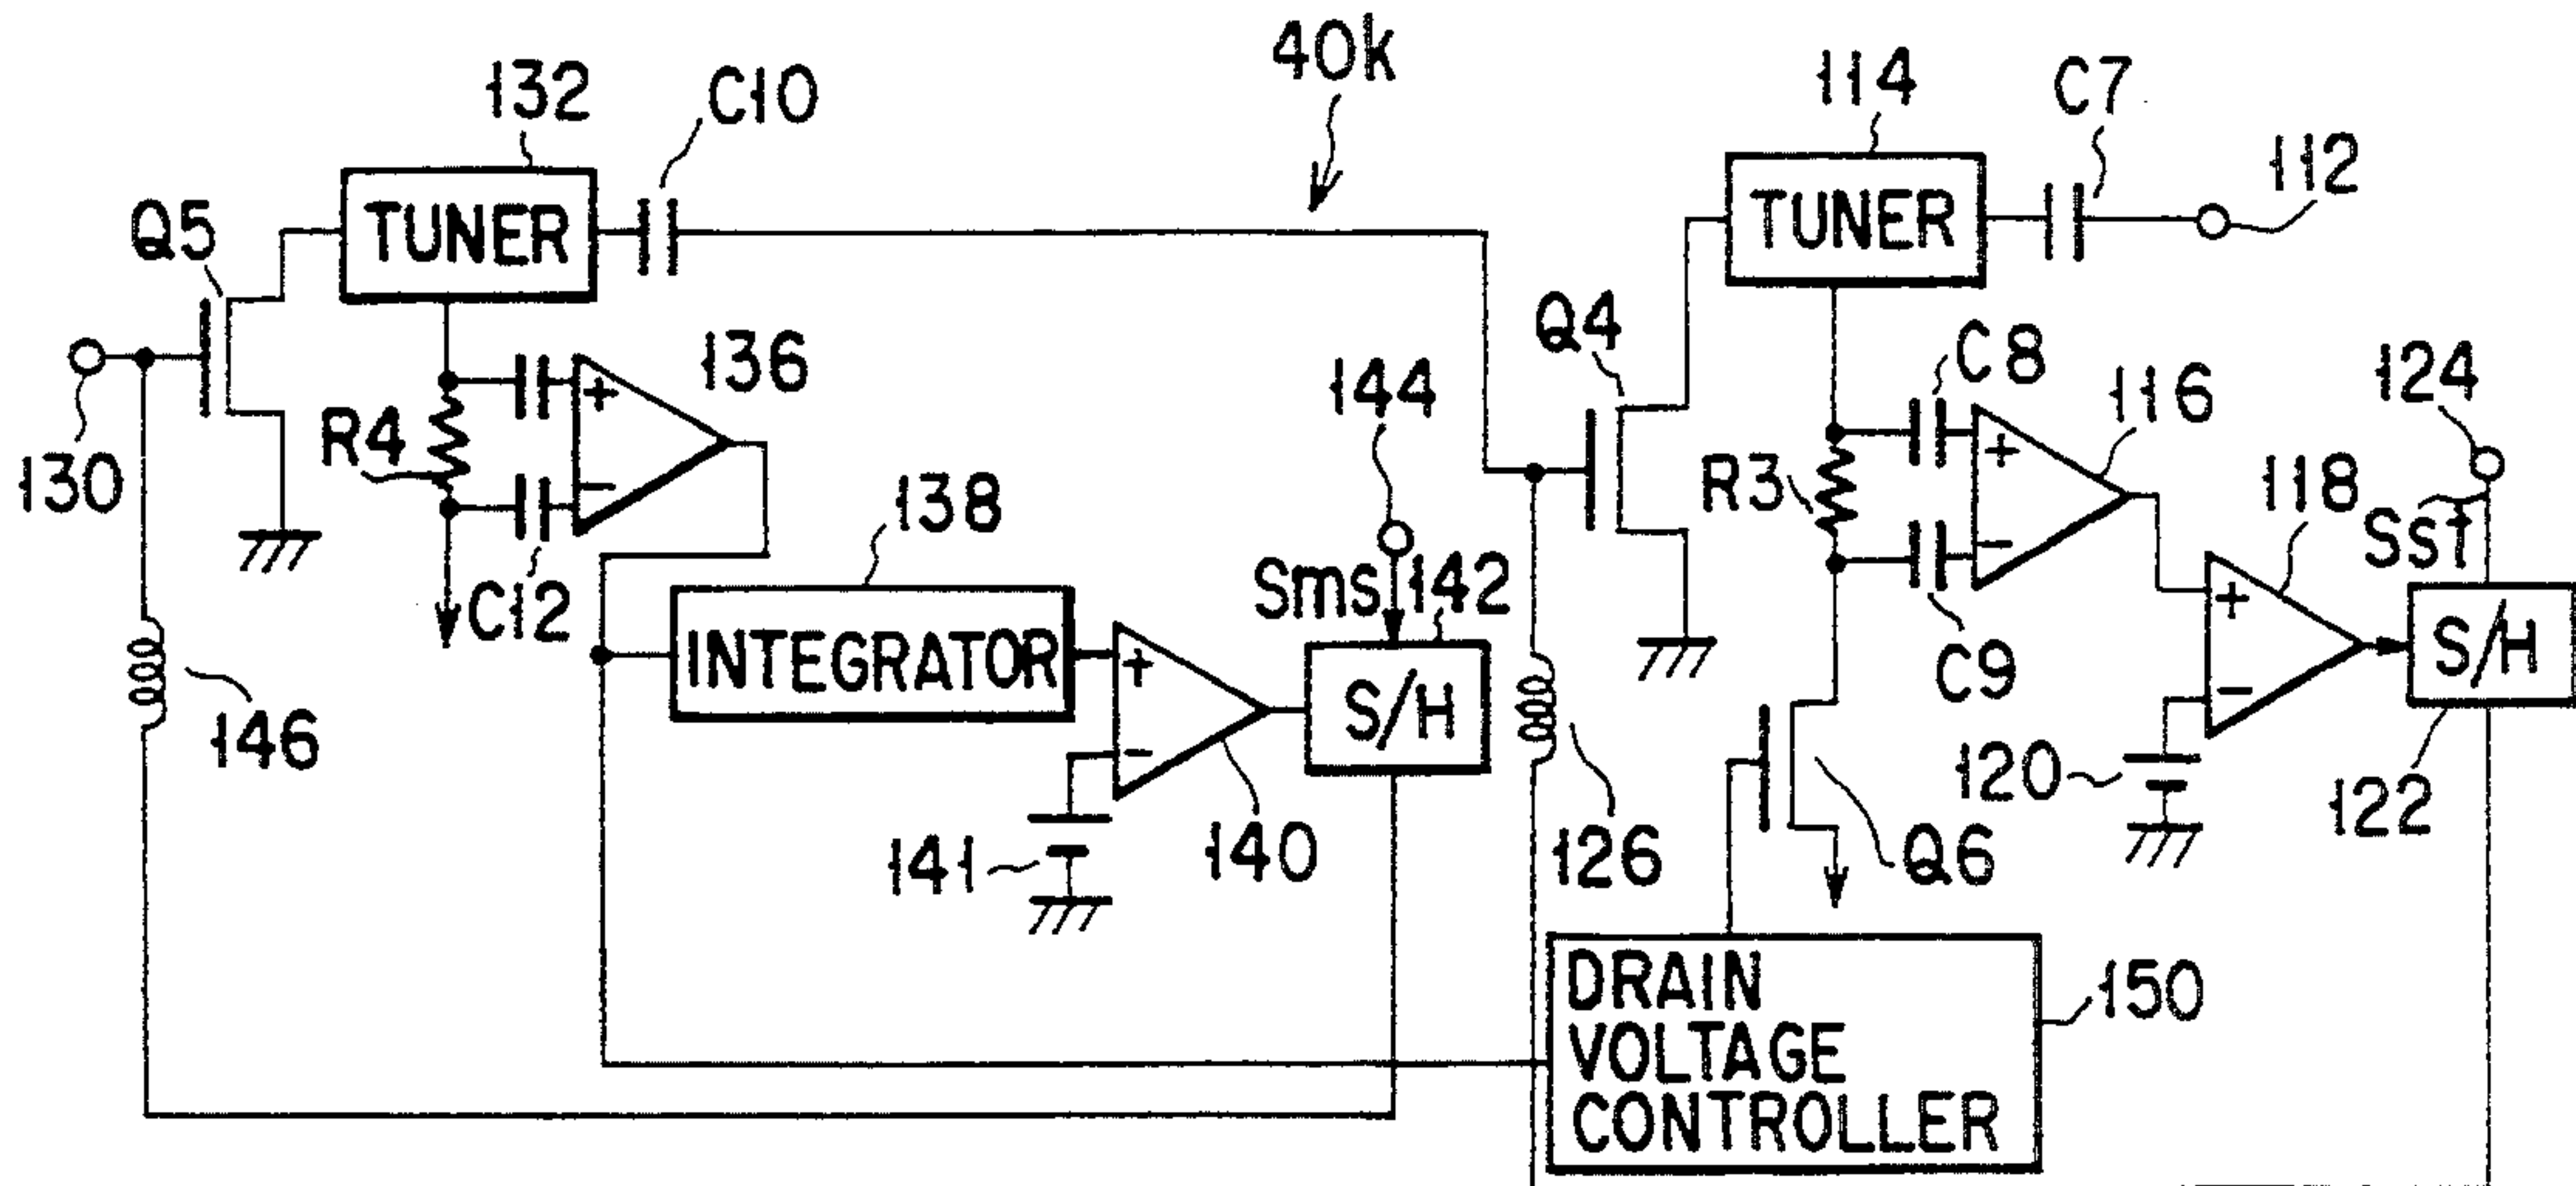 40k
132
C10
114
C7
112
Q5
TUNER
TUNER
Q4
136
C8
116
144
124
R4
130
R3
118
138
Sms
142
Sst
C12
INTEGRATOR
S/H
C9
S/H
146
141
140
126
Q6
120
122
DRAIN
VOLTAGE
CONTROLLER
150
+
−
+
−
+
−
+
−